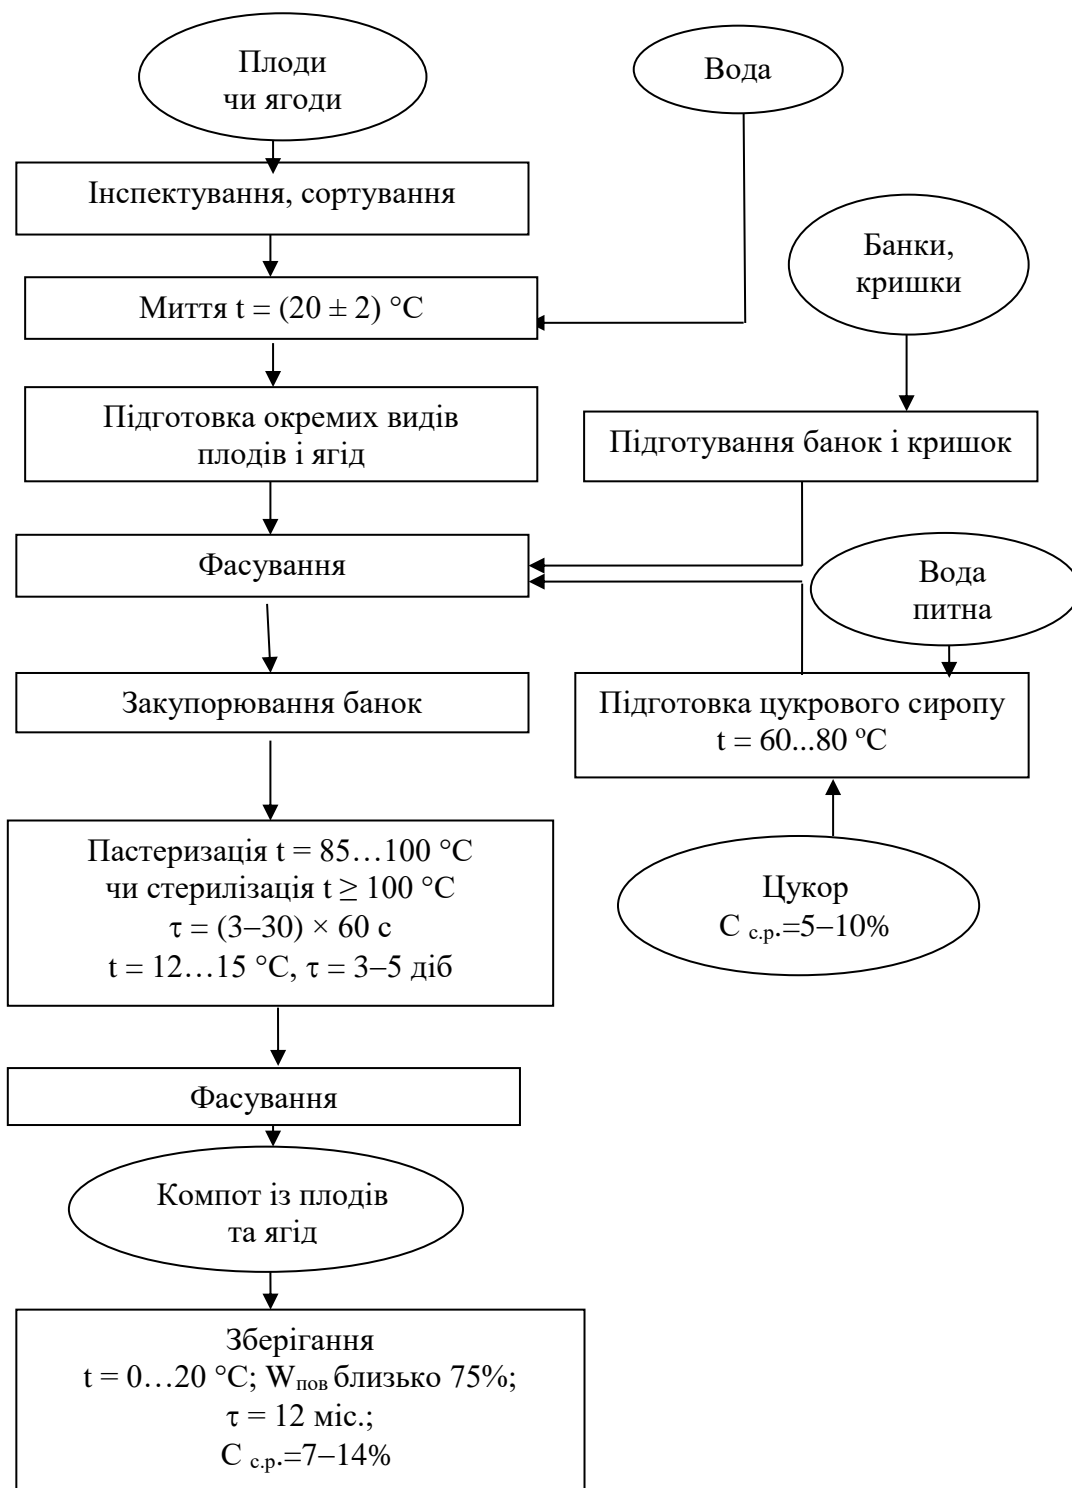 Плоди
чи ягоди
Вода
Інспектування, сортування
Банки,
кришки
Миття t = (20 ± 2) °С
Підготовка окремих видів
плодів і ягід
Підготування банок і кришок
Фасування
Вода
питна
Закупорювання банок
Підготовка цукрового сиропу
t = 60...80 ºС
Пастеризація t = 85…100 °С
чи стерилізація t ≥ 100 °С
τ = (3–30) × 60 с
t = 12…15 °С, τ = 3–5 діб
Цукор
С с.р.=5–10%
Фасування
Компот із плодів
та ягід
Зберігання
t = 0…20 °С; Wпов близько 75%;
τ = 12 міс.;
С с.р.=7–14%